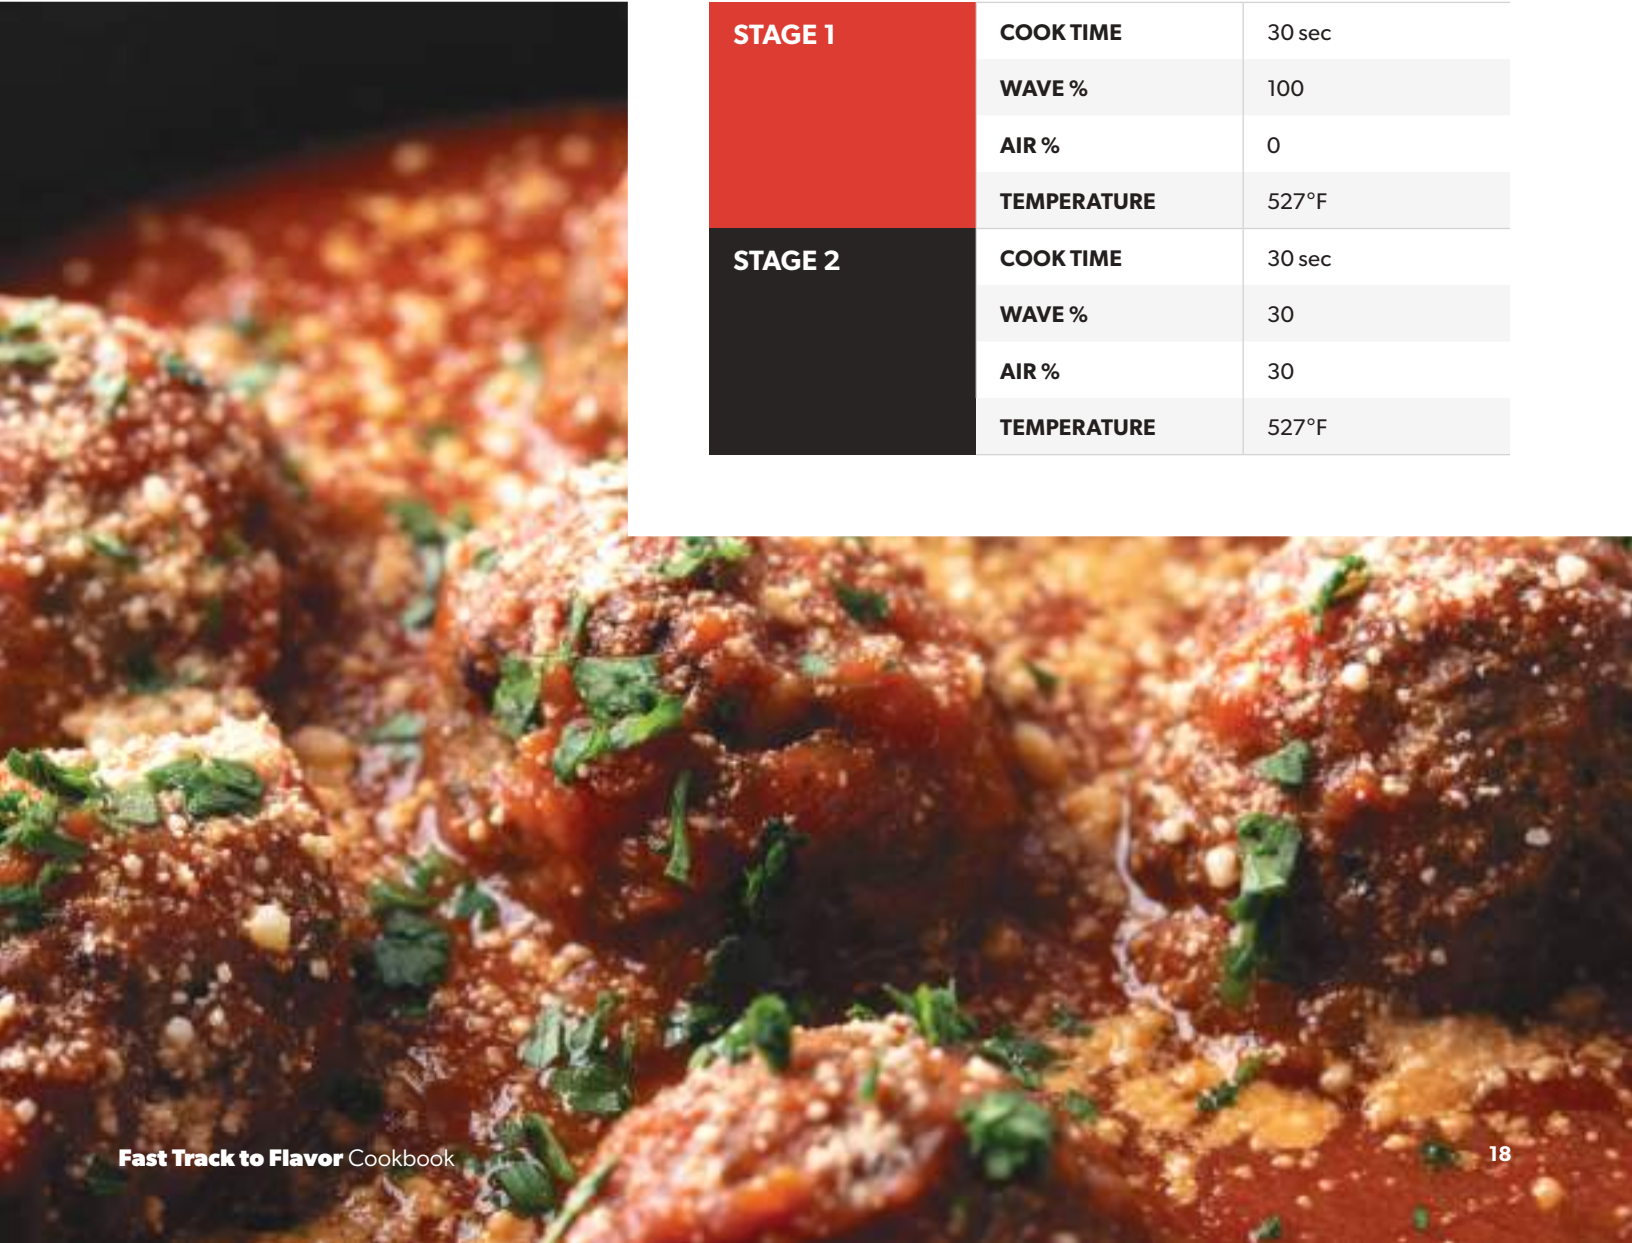 STAGE 1
COOK TIME 30 sec
WAVE % 100
AIR % 0
TEMPERATURE 527°F
STAGE 2
COOK TIME 30 sec
WAVE % 30
AIR % 30
TEMPERATURE 527°F
Fast Track to Flavor Cookbook
18